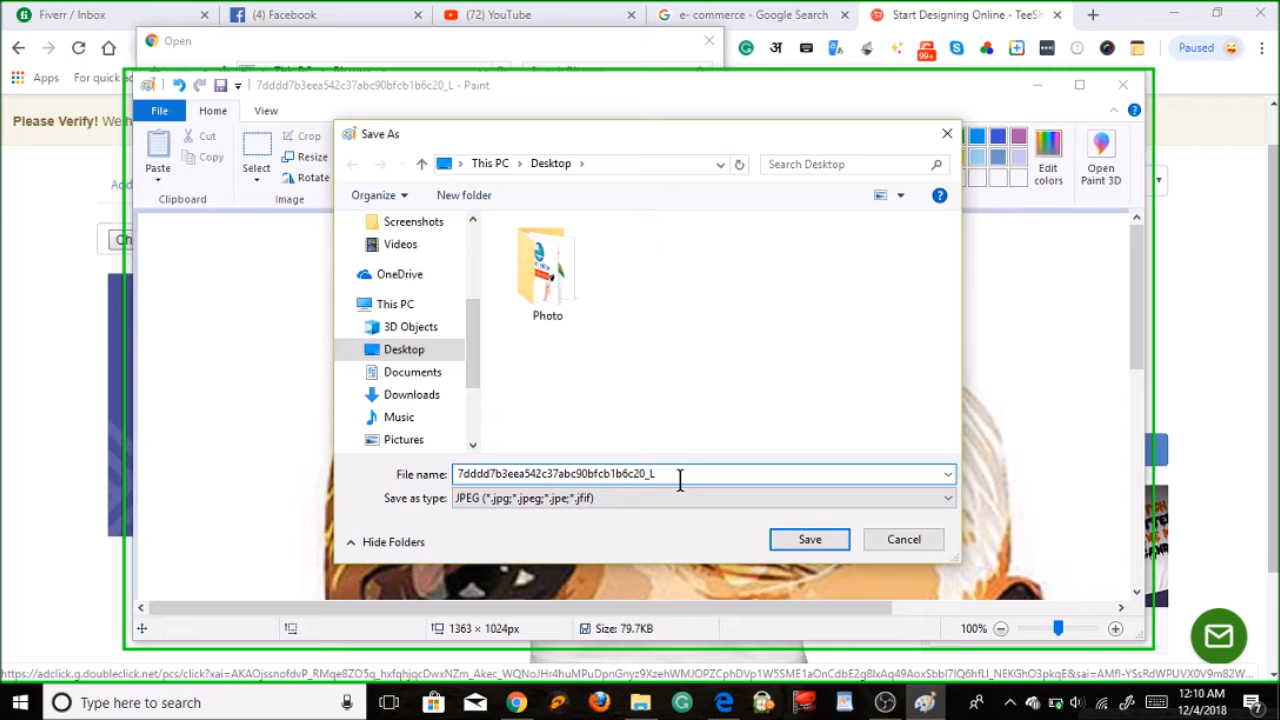 Fiverr / Inbox
(4) Facebook
(72) YouTube
e- commerce - Google Search
Start Designing Online - TeeSh
Open
अ
99+
Paused
Apps
For quick
7dddd7b3eea542c37abc90bfcb1b6c20_L - Paint
Please Verify!
File
Home
View
Save As
Paste
Cut
Copy
Select
Crop
Resize
Rotate
Edit colors
Open Paint 3D
Clipboard
Image
This PC
Desktop
Search Desktop
Organize
New folder
Screenshots
Videos
OneDrive
This PC
3D Objects
Desktop
Documents
Downloads
Music
Pictures
Photo
File name:
7dddd7b3eea542c37abc90bfcb1b6c20_L
Save as type:
JPEG (*.jpg;*.jpeg;*.jpe;*.jfif)
Hide Folders
Save
Cancel
1363 × 1024px
Size: 79.7KB
100%
Type here to search
12:10 AM
12/4/2018
7